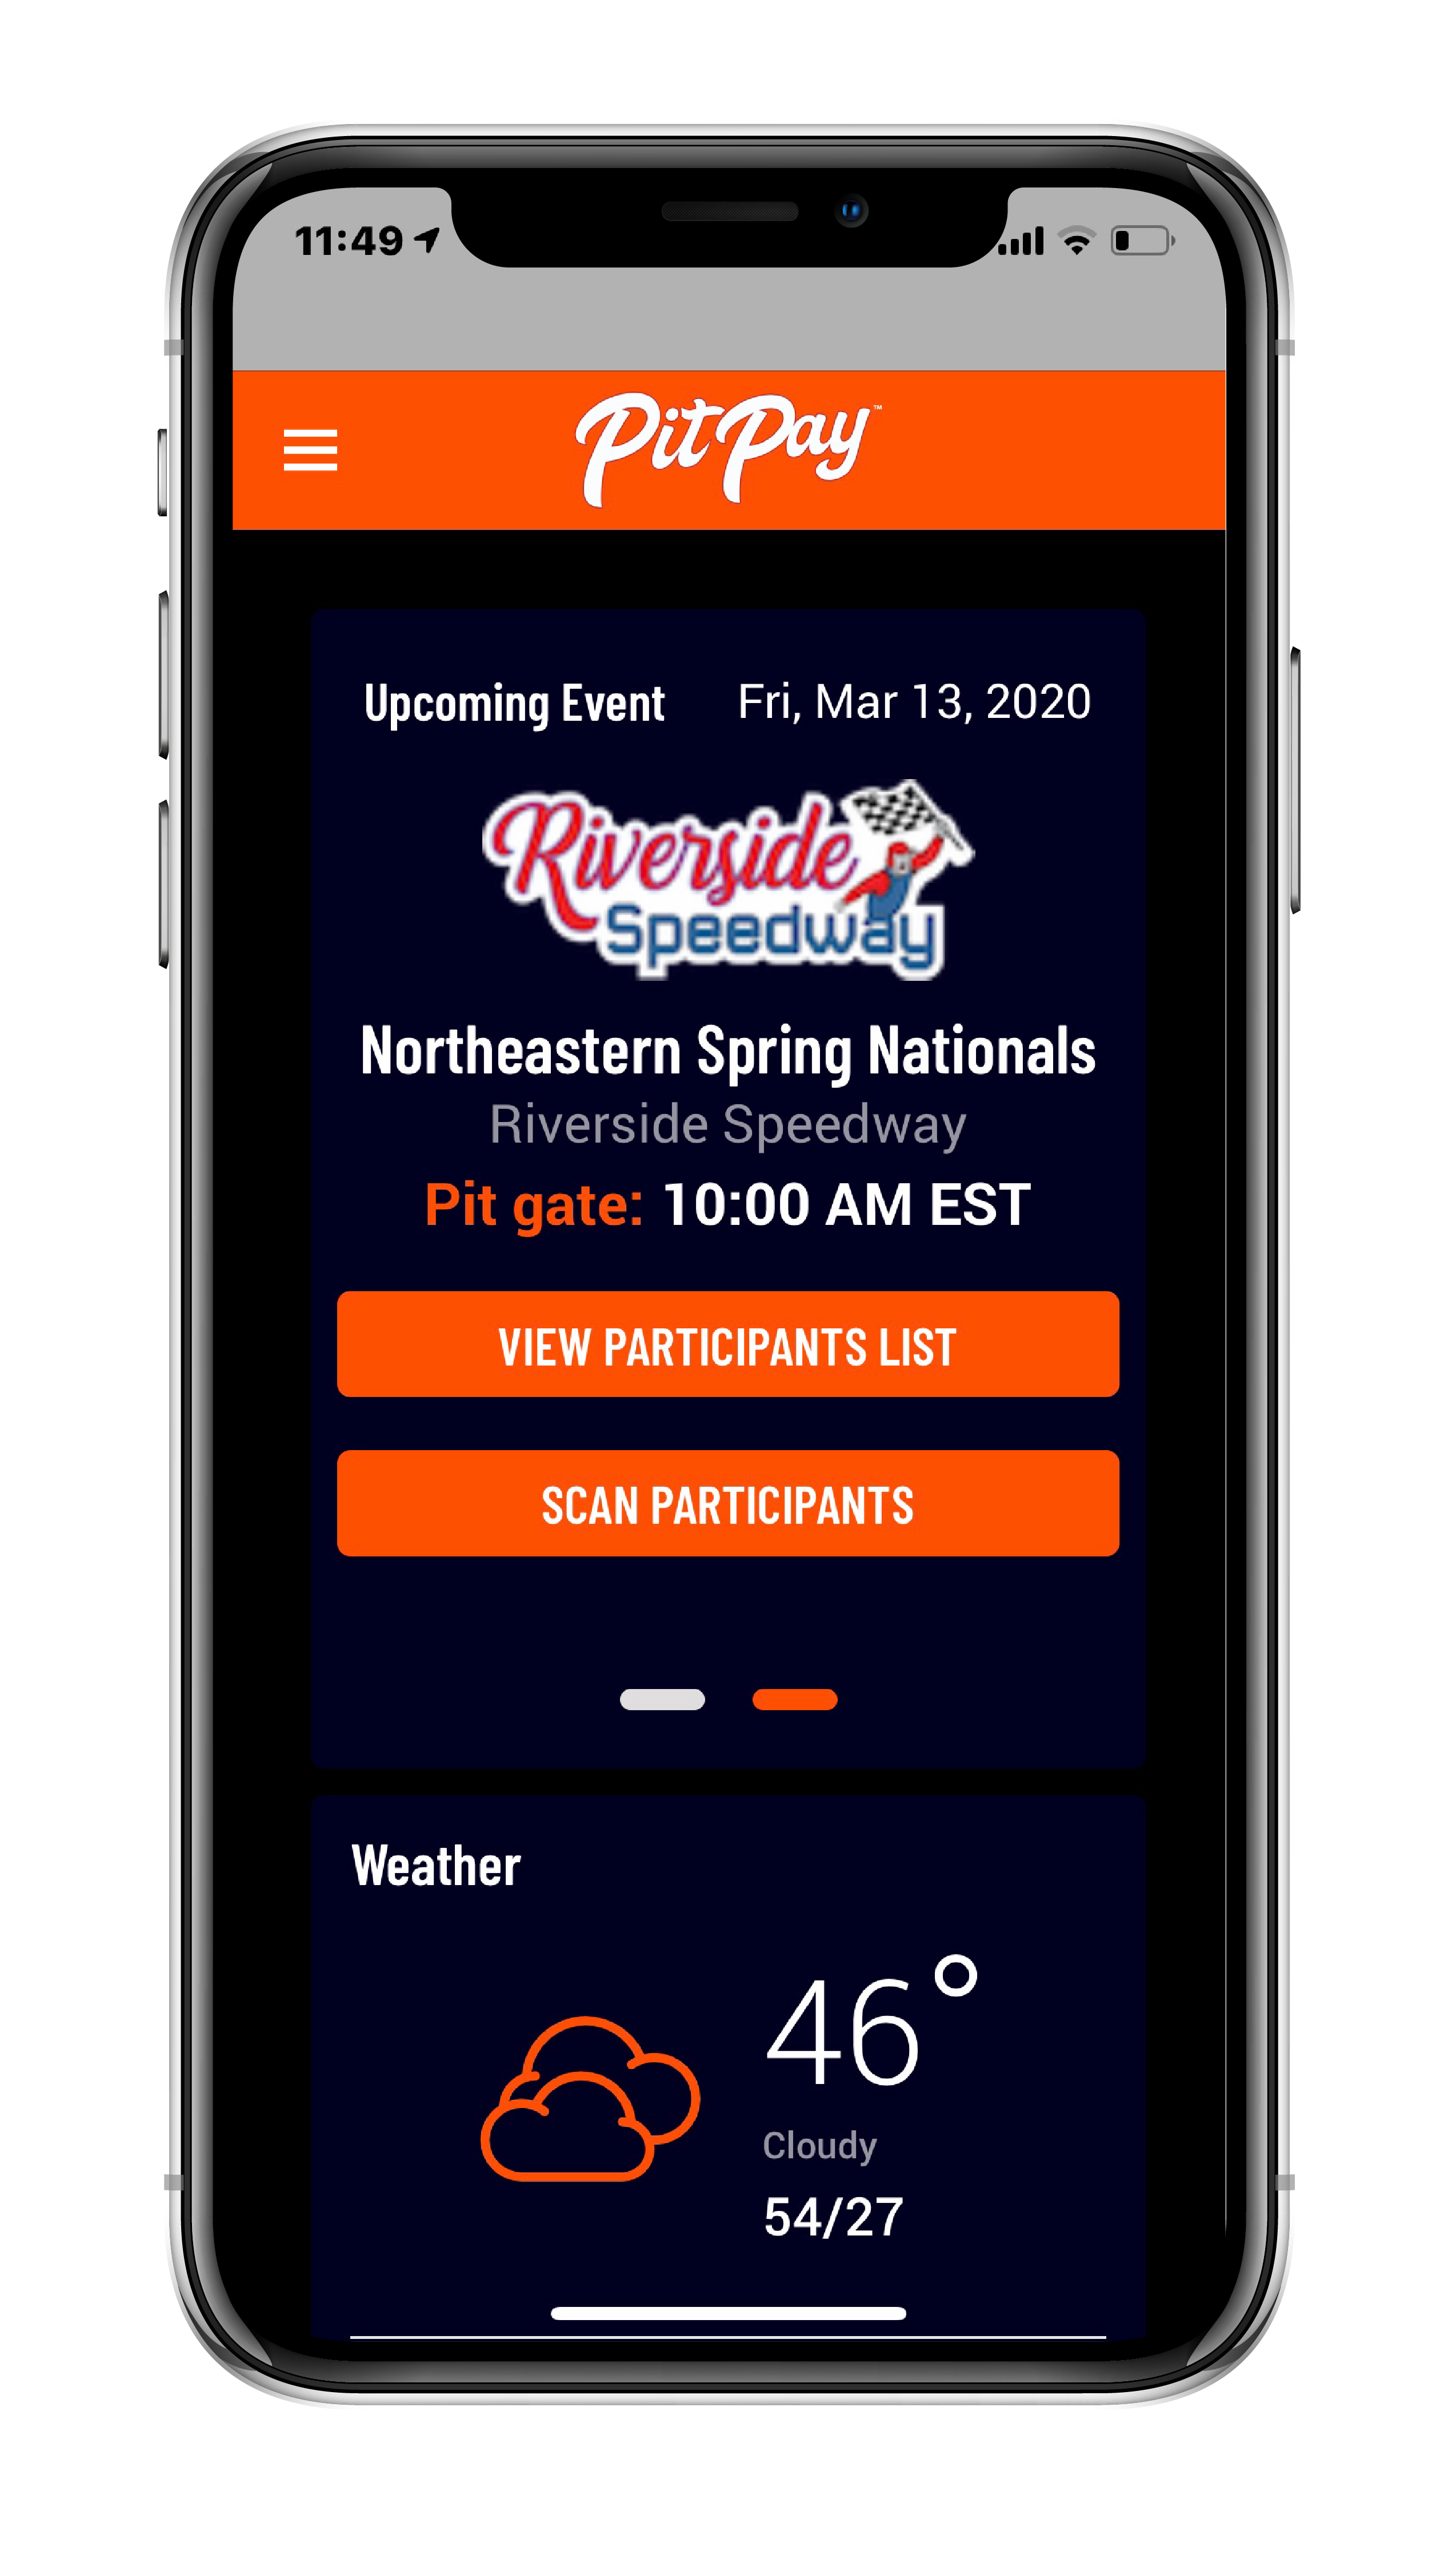 11:49
PitPay™
Upcoming Event Fri, Mar 13, 2020
Riverside
Speedway
Northeastern Spring Nationals
Riverside Speedway
Pit gate: 10:00 AM EST
VIEW PARTICIPANTS LIST
SCAN PARTICIPANTS
Weather
46°
Cloudy
54/27